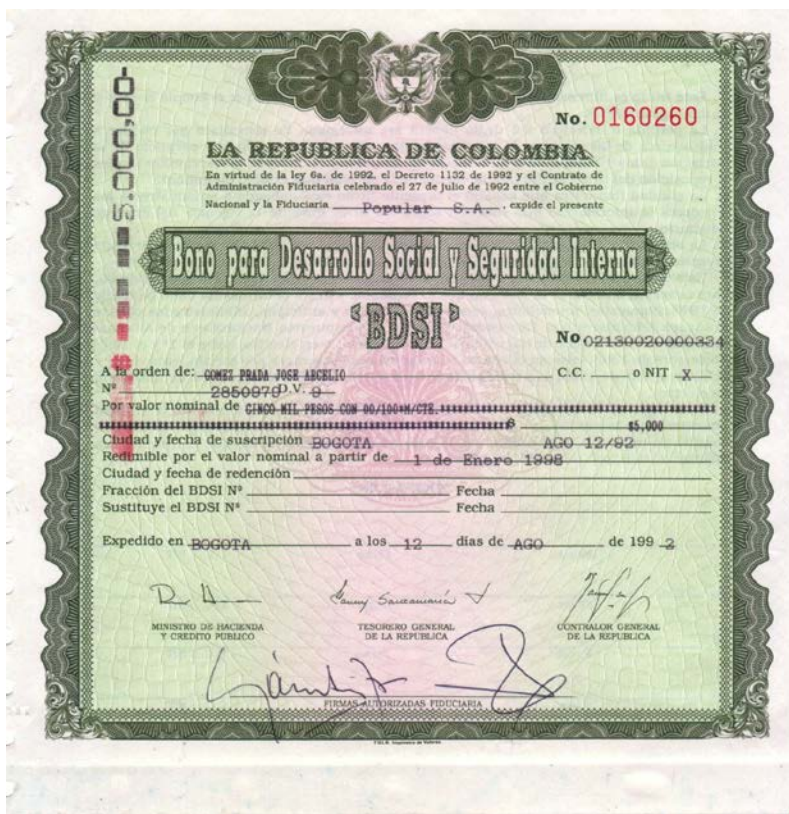 No. 0160260
LA REPUBLICA DE COLOMBIA
En virtud de la ley 6a. de 1992, el Decreto 1132 de 1992 y el Contrato de
Administración Fiduciaria celebrado el 27 de julio de 1992 entre el Gobierno
Nacional y la Fiduciaria Popular S.A., expide el presente
5.000,00
Bono para Desarrollo Social y Seguridad Interna
"BDSI"
No 02130020000334
A la orden de: GOMEZ PRADA JOSE ABCELIO C.C. o NIT X
Nº 2850979 D.V. 9
Por valor nominal de CINCO MIL PESOS CON 00/100*M/CTE.
$ $5,000
Ciudad y fecha de suscripción BOGOTA AGO 12/92
Redimible por el valor nominal a partir de 1 de Enero 1998
Ciudad y fecha de redención
Fracción del BDSI Nº Fecha
Sustituye el BDSI Nº Fecha
Expedido en BOGOTA a los 12 días de AGO de 199 2
MINISTRO DE HACIENDA
Y CREDITO PUBLICO
TESORERO GENERAL
DE LA REPUBLICA
CONTRALOR GENERAL
DE LA REPUBLICA
FIRMAS AUTORIZADAS FIDUCIARIA